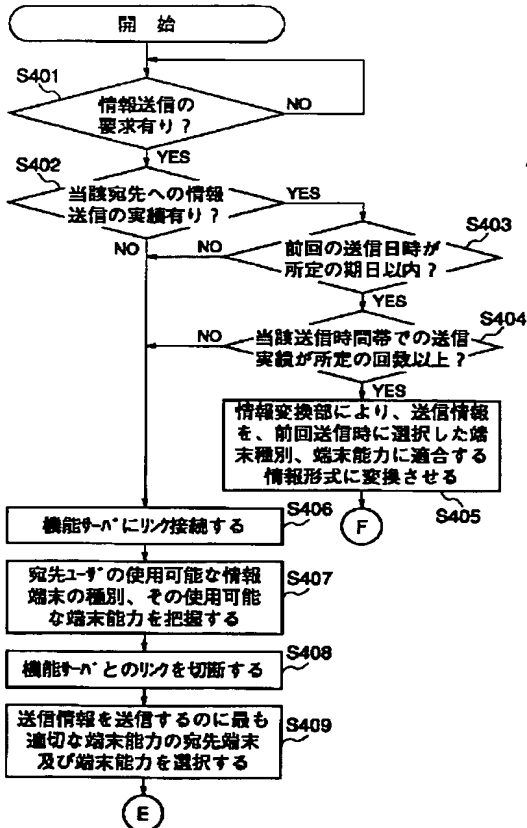 開 始
S401
情報送信の
要求有り？
NO
YES
S402
当該宛先への情報
送信の実績有り？
YES
NO
S403
前回の送信日時が
所定の期日以内？
NO
YES
S404
当該送信時間帯での送信
実績が所定の回数以上？
NO
YES
情報変換部により、送信情報
を、前回送信時に選択した端
末種別、端末能力に適合する
情報形式に変換させる
S405
F
機能サーバにリンク接続する
S406
宛先ユーザの使用可能な情報
端末の種別、その使用可能
な端末能力を把握する
S407
機能サーバとのリンクを切断する
S408
送信情報を送信するのに最も
適切な端末能力の宛先端末
及び端末能力を選択する
S409
E